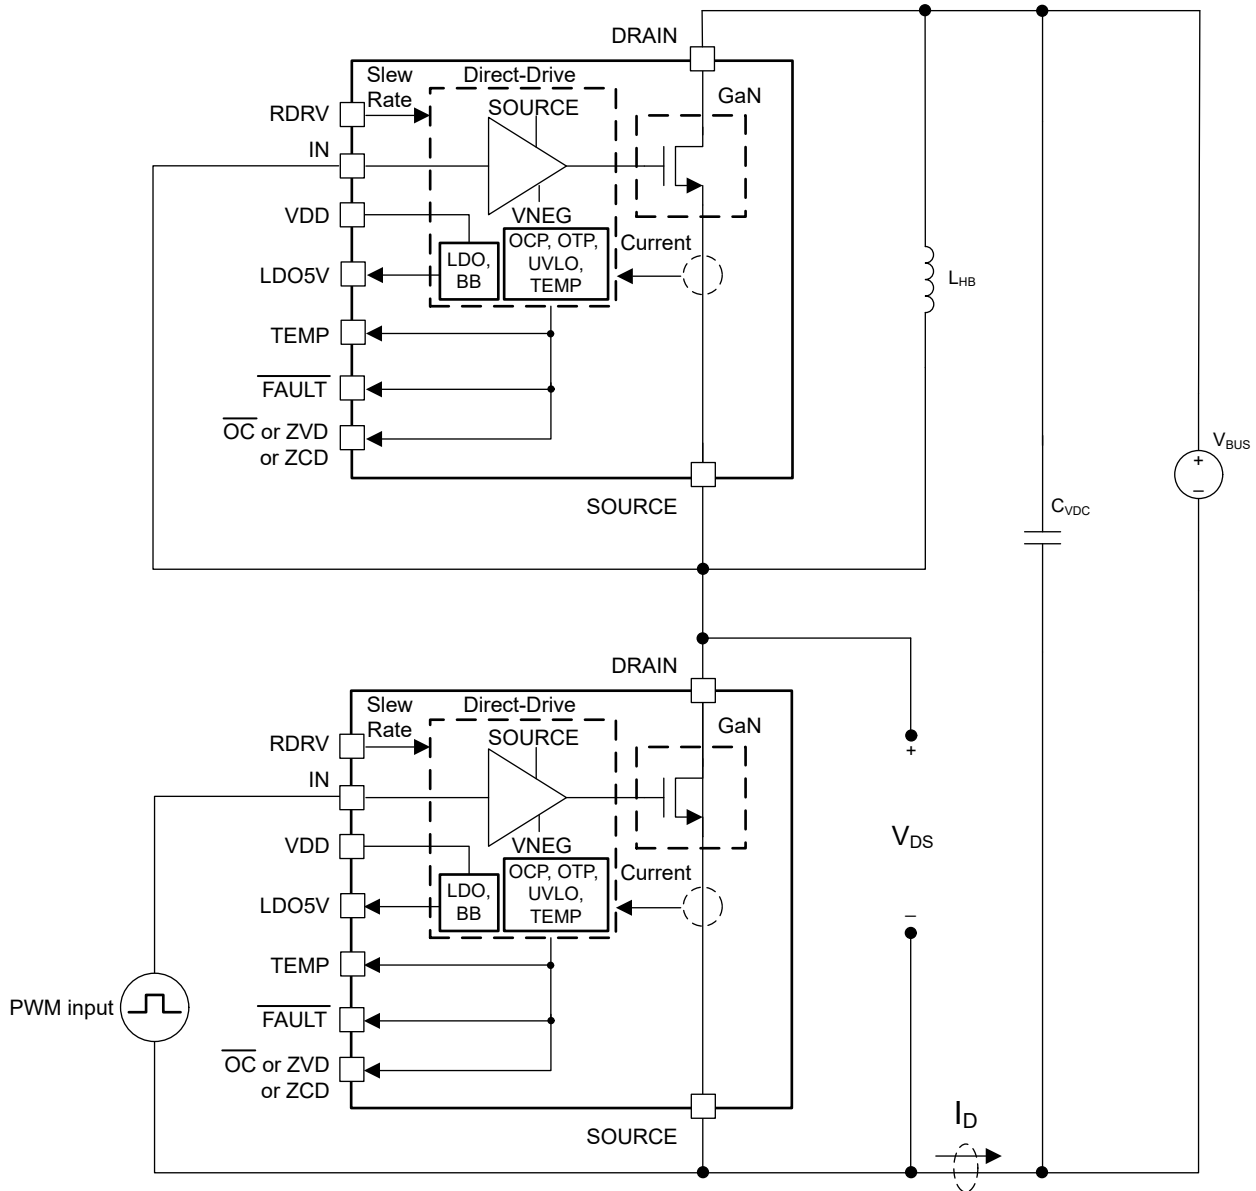 DRAIN
Slew
Rate
Direct-Drive
SOURCE
GaN
RDRV
IN
VDD
VNEG
LDO,
BB
OCP, OTP,
UVLO,
TEMP
Current
LDO5V
TEMP
FAULT
OC or ZVD
or ZCD
SOURCE
LHB
CVDC
VBUS
+
–
DRAIN
Slew
Rate
Direct-Drive
SOURCE
GaN
RDRV
IN
VDD
VNEG
LDO,
BB
OCP, OTP,
UVLO,
TEMP
Current
LDO5V
TEMP
FAULT
OC or ZVD
or ZCD
SOURCE
PWM input
+
VDS
–
ID